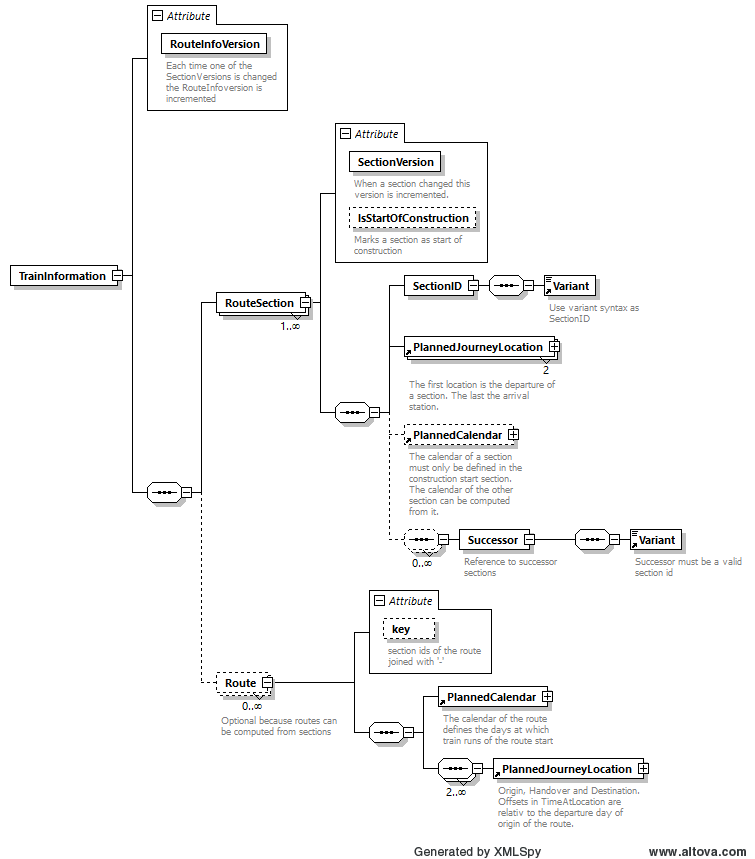 Attribute
RouteInfoVersion
Each time one of the
SectionVersions is changed
the RouteInfoversion is
incremented
Attribute
SectionVersion
When a section changed this
version is incremented.
IsStartOfConstruction
Marks a section as start of
construction
TrainInformation
RouteSection
1..∞
SectionID
Variant
Use variant syntax as
SectionID
PlannedJourneyLocation
2
The first location is the departure of
a section. The last the arrival
station.
PlannedCalendar
The calendar of a section
must only be defined in the
construction start section.
The calendar of the other
section can be computed
from it.
0..∞
Successor
Reference to successor
sections
Variant
Successor must be a valid
section id
Attribute
key
section ids of the route
joined with '-'
Route
0..∞
Optional because routes can
be computed from sections
PlannedCalendar
The calendar of the route
defines the days at which
train runs of the route start
2..∞
PlannedJourneyLocation
Origin, Handover and Destination.
Offsets in TimeAtLocation are
relativ to the departure day of
origin of the route.
Generated by XMLSpy
www.altova.com